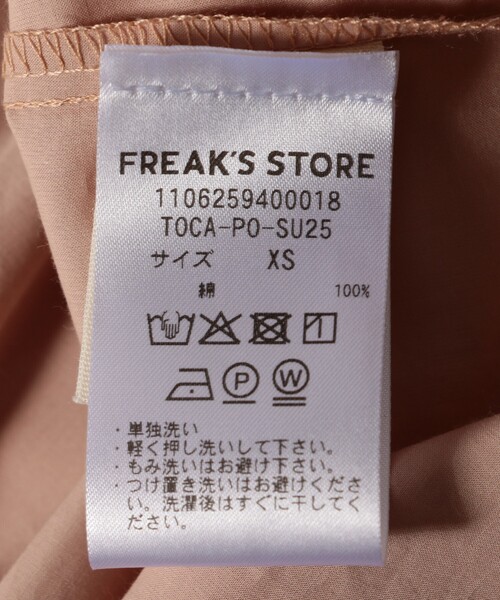 FREAK'S STORE
1106259400018
TOCA-PO-SU25
サイズ XS
綿 100%
P W
・単独洗い
・軽く押し洗いして下さい。
・もみ洗いはお避け下さい。
・つけ置き洗いはお避けくださ
い。洗濯後はすぐに干してく
ださい。